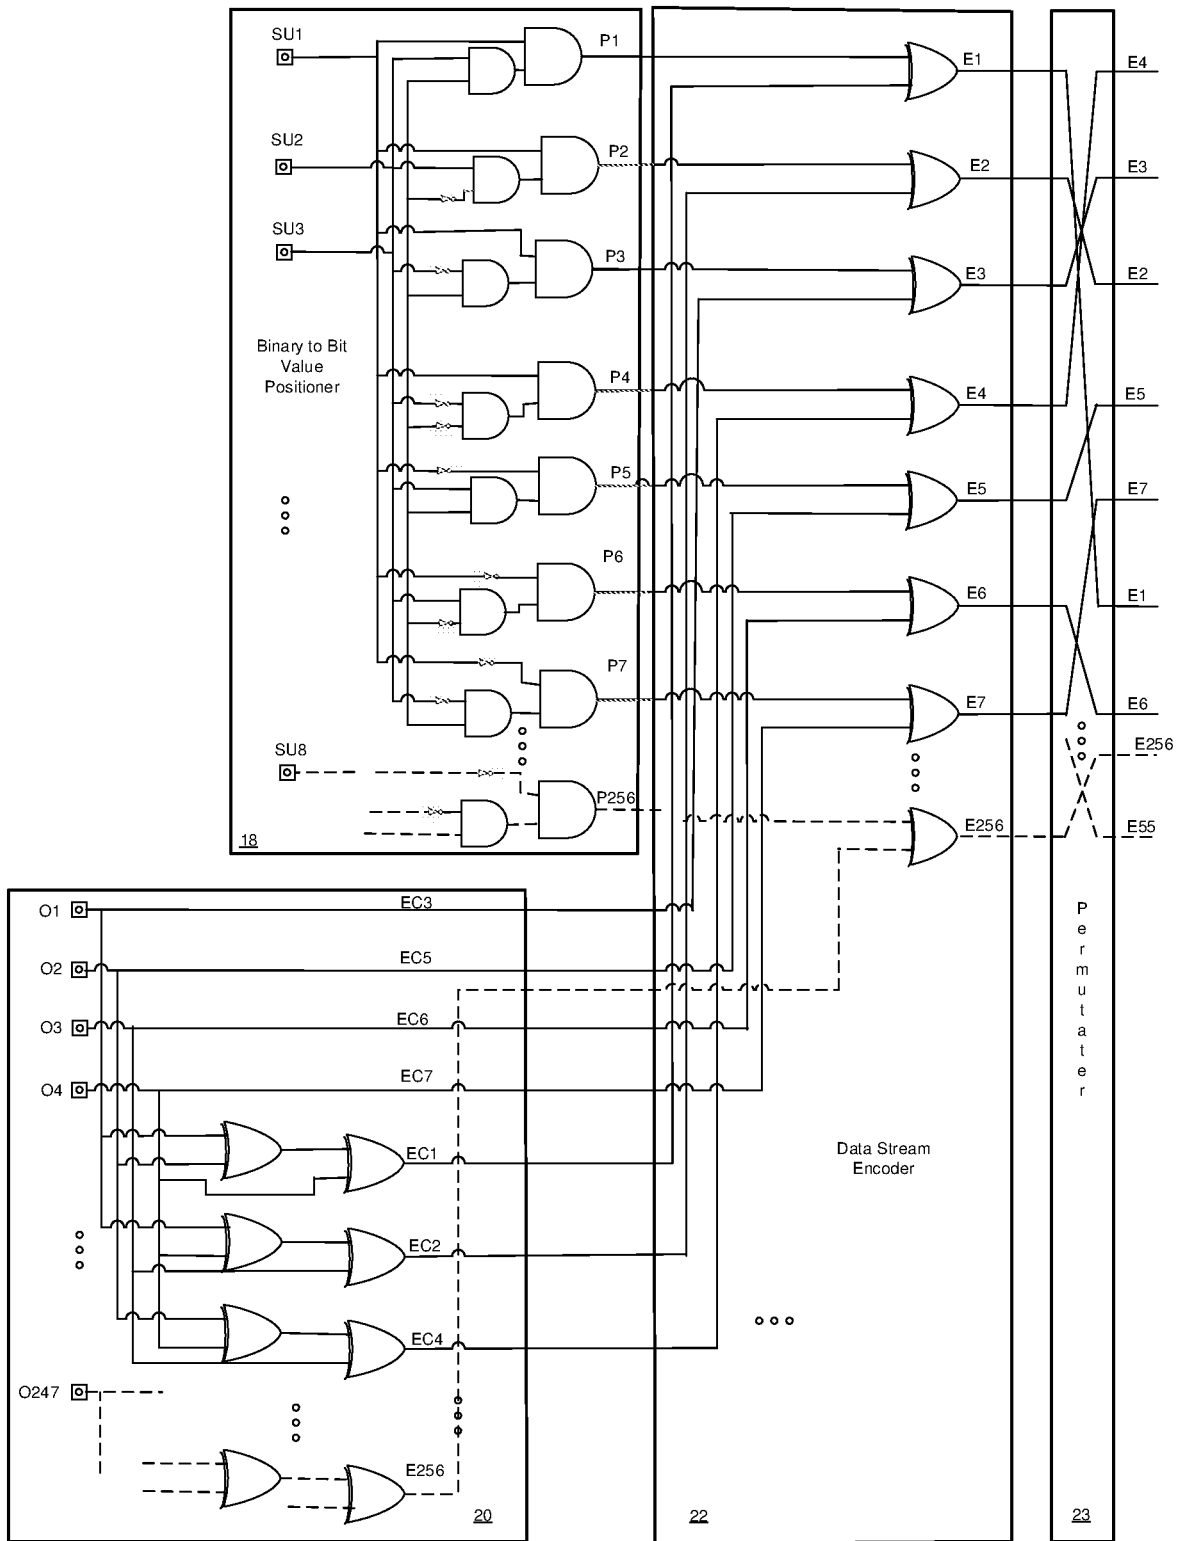 SU1
P1
E1
E4
SU2
P2
E2
E3
SU3
P3
E3
E2
Binary to Bit
Value
Positioner
P4
E4
E5
P5
E5
E7
P6
E6
E1
P7
E7
E6
SU8
P256
E256
E256
E55
18
O1
EC3
O2
EC5
O3
EC6
O4
EC7
EC1
EC2
EC4
O247
E256
20
Data Stream
Encoder
22
Permutater
23